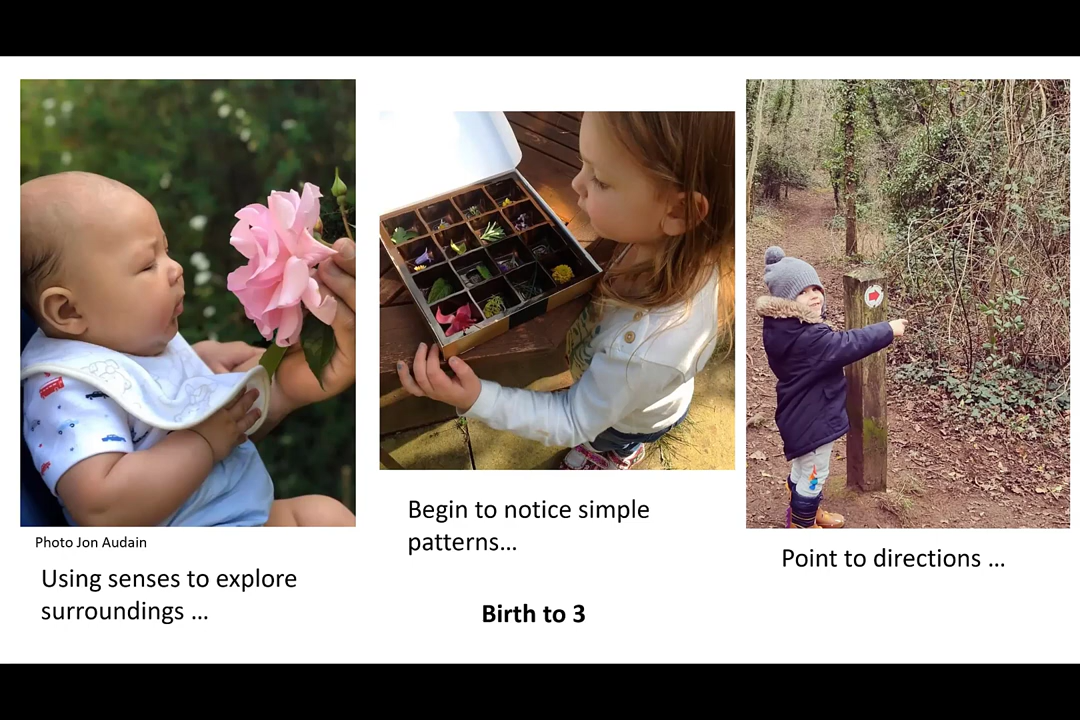 Photo Jon Audain
Using senses to explore
surroundings ...
Begin to notice simple
patterns...
Point to directions ...
Birth to 3